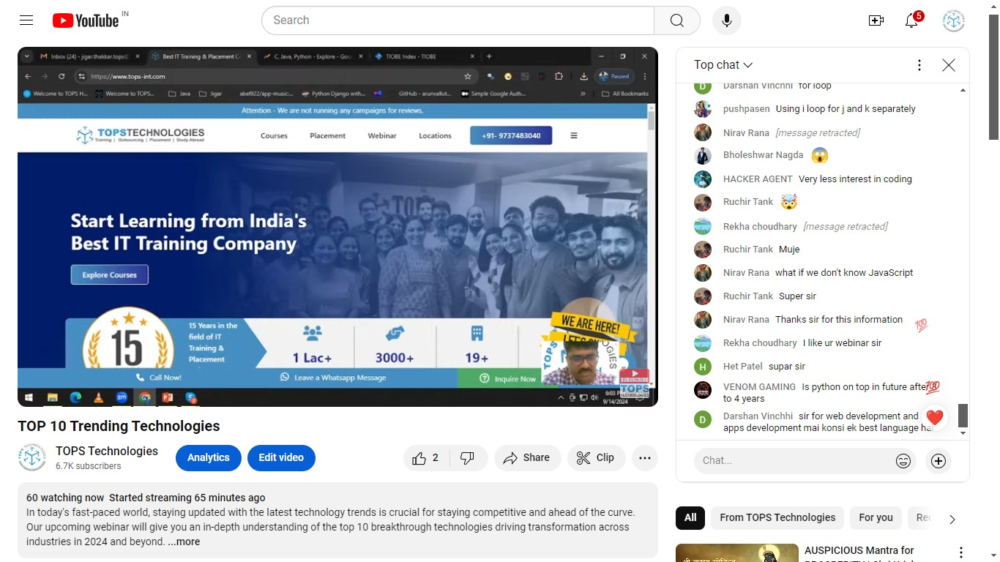 YouTube IN
Search
5
Inbox (24) - jigar.thakkar.tops@
Best IT Training & Placement C
C, Java, Python - Explore - Goo
TIOBE Index - TIOBE
https://www.tops-int.com
Paused
Welcome to TOPS H...
Welcome to TOPS...
Java
Jigar
abef922/app-music...
Python Django with...
GitHub - arunvallut...
Simple Google Auth...
All Bookmarks
Attention - We are not running any campaigns for reviews.
TOPSTECHNOLOGIES
Training | Outsourcing | Placement | Study Abroad
Courses
Placement
Webinar
Locations
+91- 9737483040
Start Learning from India's
Best IT Training Company
Explore Courses
15
15 Years in the
field of IT
Training &
Placement
1 Lac+
3000+
19+
WE ARE HERE!
TOPS
SUBSCRIBE
TOPS
TECHNOLOGIES
Call Now!
Leave a Whatsapp Message
Inquire Now
zm
6:03 P
9/14/2024
TOP 10 Trending Technologies
TOPS Technologies
6.7K subscribers
Analytics
Edit video
2
Share
Clip
60 watching now Started streaming 65 minutes ago
In today's fast-paced world, staying updated with the latest technology trends is crucial for staying competitive and ahead of the curve.
Our upcoming webinar will give you an in-depth understanding of the top 10 breakthrough technologies driving transformation across
industries in 2024 and beyond. ...more
Top chat
D Darshan Vinchhi for loop
pushpasen Using i loop for j and k separately
Nirav Rana [message retracted]
Bholeshwar Nagda 😱
HACKER AGENT Very less interest in coding
Ruchir Tank 🤯
Rekha choudhary [message retracted]
Ruchir Tank Muje
Nirav Rana what if we don't know JavaScript
Ruchir Tank Super sir
Nirav Rana Thanks sir for this information
💯
Rekha choudhary I like ur webinar sir
H Het Patel supar sir
VENOM GAMING Is python on top in future after 3
to 4 years
D Darshan Vinchhi sir for web development and
apps development mai konsi ek best language hai
Chat...
All
From TOPS Technologies
For you
Rec
AUSPICIOUS Mantra for